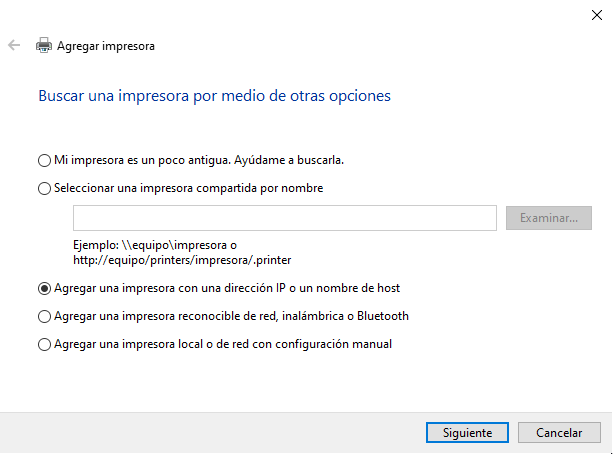 Agregar impresora
Buscar una impresora por medio de otras opciones
Mi impresora es un poco antigua. Ayúdame a buscarla.
Seleccionar una impresora compartida por nombre
Examinar...
Ejemplo: \\equipo\impresora o
http://equipo/printers/impresora/.printer
Agregar una impresora con una dirección IP o un nombre de host
Agregar una impresora reconocible de red, inalámbrica o Bluetooth
Agregar una impresora local o de red con configuración manual
Siguiente
Cancelar